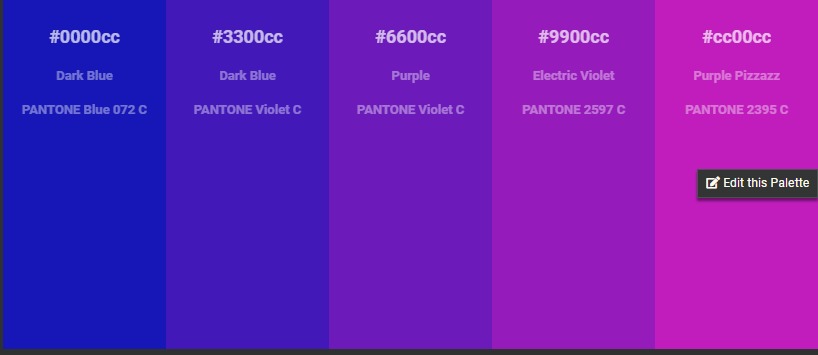 #0000cc
Dark Blue
PANTONE Blue 072 C
#3300cc
Dark Blue
PANTONE Violet C
#6600cc
Purple
PANTONE Violet C
#9900cc
Electric Violet
PANTONE 2597 C
#cc00cc
Purple Pizzazz
PANTONE 2395 C
Edit this Palette